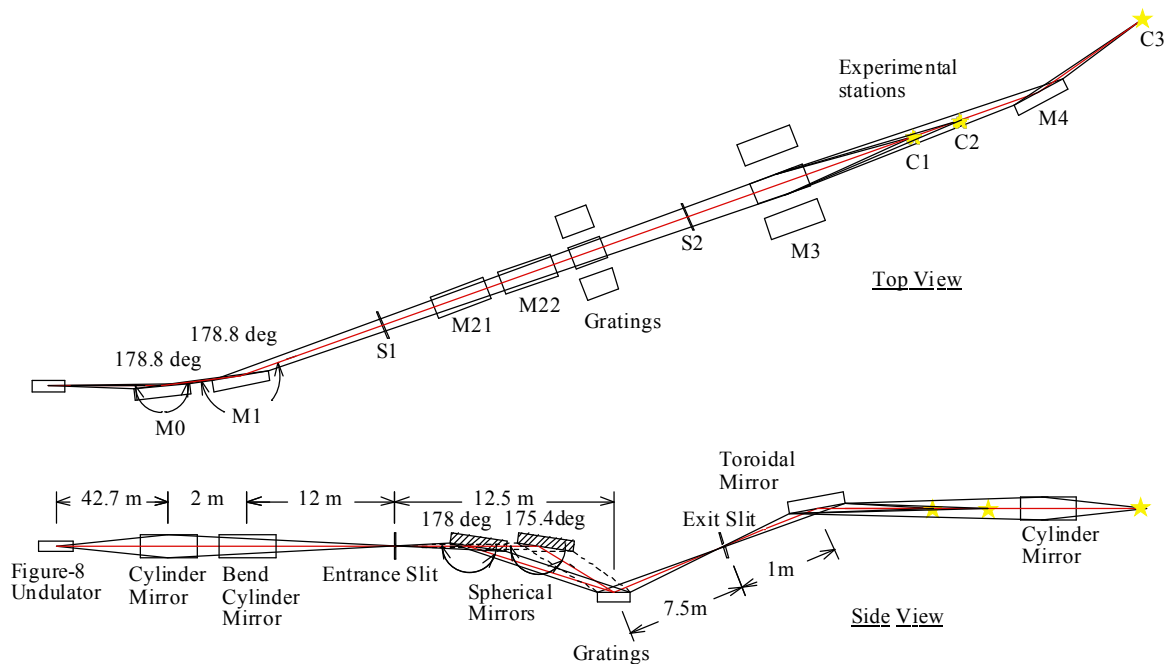 C3
Experimental
stations
M4
C1
C2
S2
M3
Top View
M22
Gratings
M21
S1
178.8 deg
178.8 deg
M1
M0
42.7 m
2 m
12 m
12.5 m
178 deg
175.4deg
Toroidal
Mirror
Exit Slit
1m
7.5m
Figure-8
Undulator
Cylinder
Mirror
Bend
Cylinder
Mirror
Entrance Slit
Spherical
Mirrors
Gratings
Cylinder
Mirror
Side View